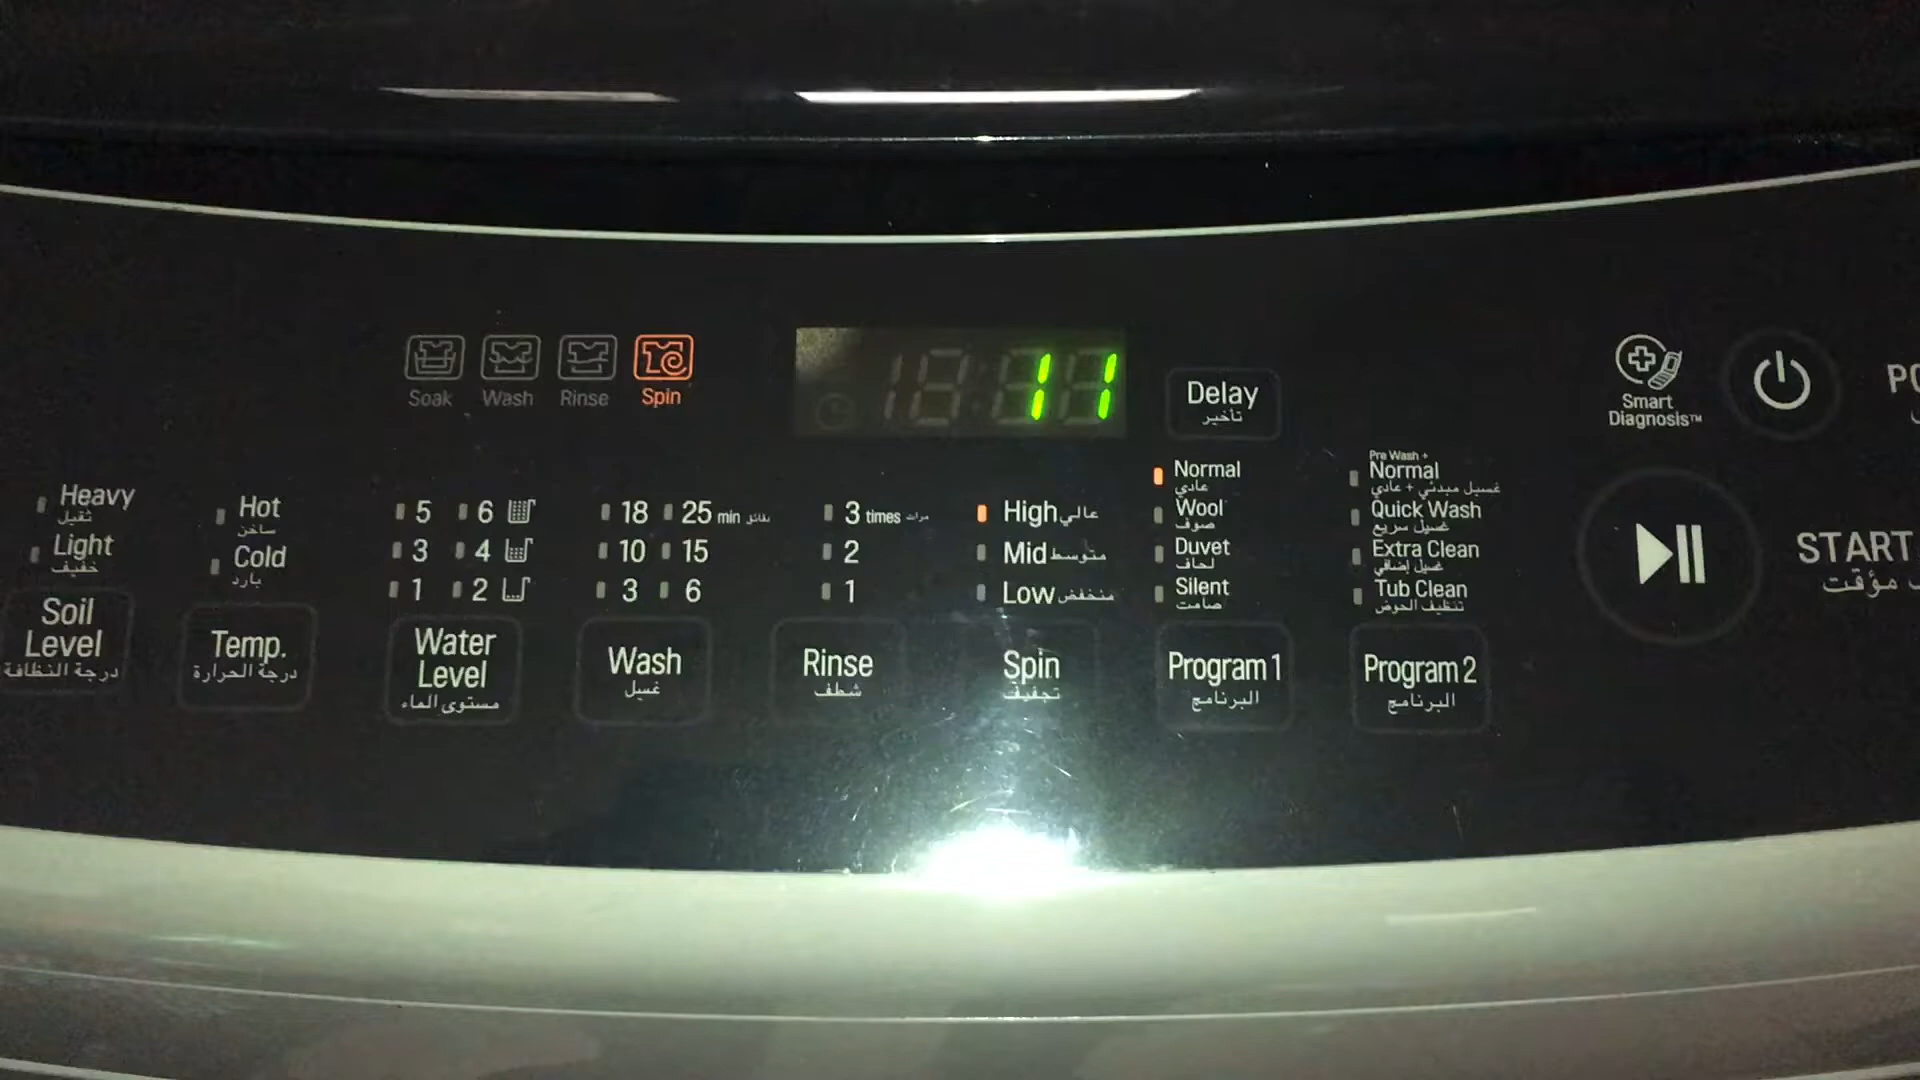 Soak Wash Rinse Spin
11
Delay
تأخير
Smart
Diagnosis™
Heavy
ثقيل
Light
خفيف
Soil
Level
درجة النظافة
Hot
ساخن
Cold
بارد
Temp.
درجة الحرارة
5 6
3 4
1 2
Water
Level
مستوى الماء
18 25 min دقائق
10 15
3 6
Wash
غسيل
3 times مرات
2
1
Rinse
شطف
High عالي
Mid متوسط
Low منخفض
Spin
تجفيف
Normal
عادي
Wool
صوف
Duvet
لحاف
Silent
صامت
Program 1
البرنامج
Pre Wash +
Normal
غسيل مبدئي + عادي
Quick Wash
غسيل سريع
Extra Clean
غسيل إضافي
Tub Clean
تنظيف الحوض
Program 2
البرنامج
START
مؤقت